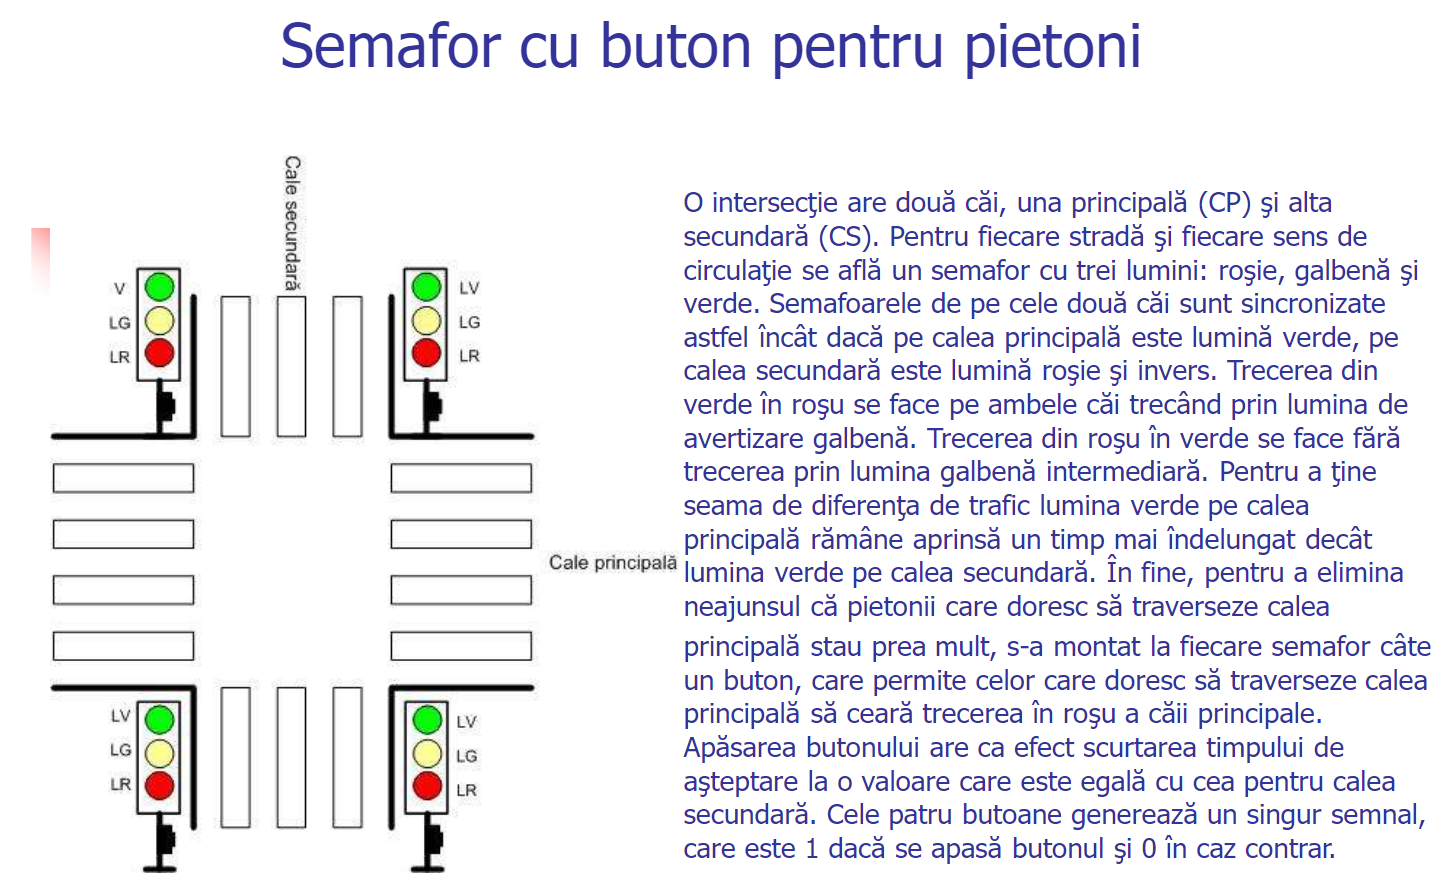 Semafor cu buton pentru pietoni
Cale secundară
V
LG
LR
LV
LG
LR
Cale principală
LV
LG
LR
LV
LG
LR
O intersecţie are două căi, una principală (CP) şi alta
secundară (CS). Pentru fiecare stradă şi fiecare sens de
circulaţie se află un semafor cu trei lumini: roşie, galbenă şi
verde. Semafoarele de pe cele două căi sunt sincronizate
astfel încât dacă pe calea principală este lumină verde, pe
calea secundară este lumină roşie şi invers. Trecerea din
verde în roşu se face pe ambele căi trecând prin lumina de
avertizare galbenă. Trecerea din roşu în verde se face fără
trecerea prin lumina galbenă intermediară. Pentru a ţine
seama de diferenţa de trafic lumina verde pe calea
principală rămâne aprinsă un timp mai îndelungat decât
lumina verde pe calea secundară. În fine, pentru a elimina
neajunsul că pietonii care doresc să traverseze calea
principală stau prea mult, s-a montat la fiecare semafor câte
un buton, care permite celor care doresc să traverseze calea
principală să ceară trecerea în roşu a căii principale.
Apăsarea butonului are ca efect scurtarea timpului de
aşteptare la o valoare care este egală cu cea pentru calea
secundară. Cele patru butoane generează un singur semnal,
care este 1 dacă se apasă butonul şi 0 în caz contrar.